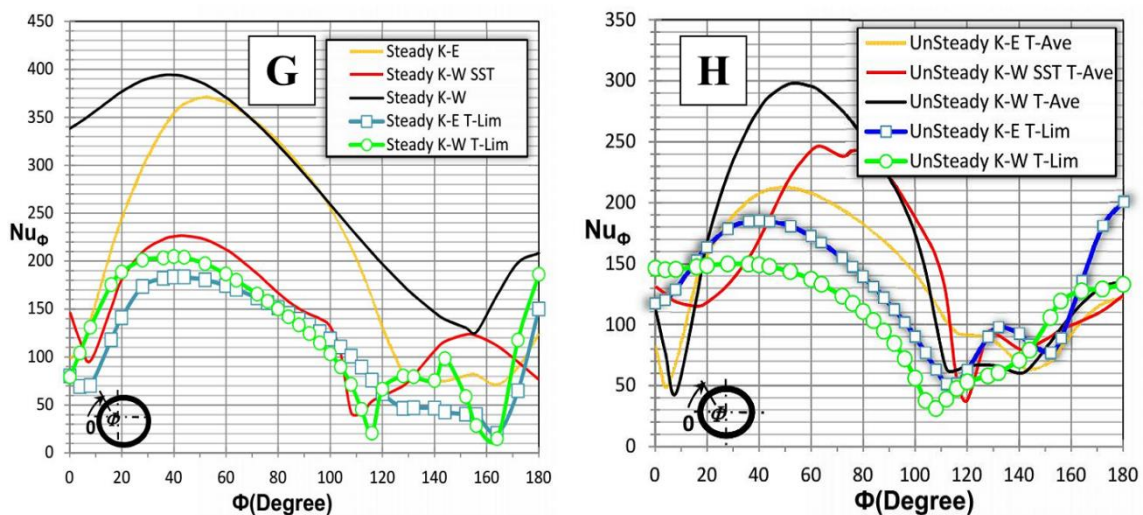 450
400
350
300
250
200
150
100
50
0
NuΦ
G
Steady K-E
Steady K-W SST
Steady K-W
Steady K-E T-Lim
Steady K-W T-Lim
0
Φ
0 20 40 60 80 100 120 140 160 180
Φ(Degree)
350
300
250
200
150
100
50
0
NuΦ
H
UnSteady K-E T-Ave
UnSteady K-W SST T-Ave
UnSteady K-W T-Ave
UnSteady K-E T-Lim
UnSteady K-W T-Lim
0
Φ
0 20 40 60 80 100 120 140 160 180
Φ(Degree)